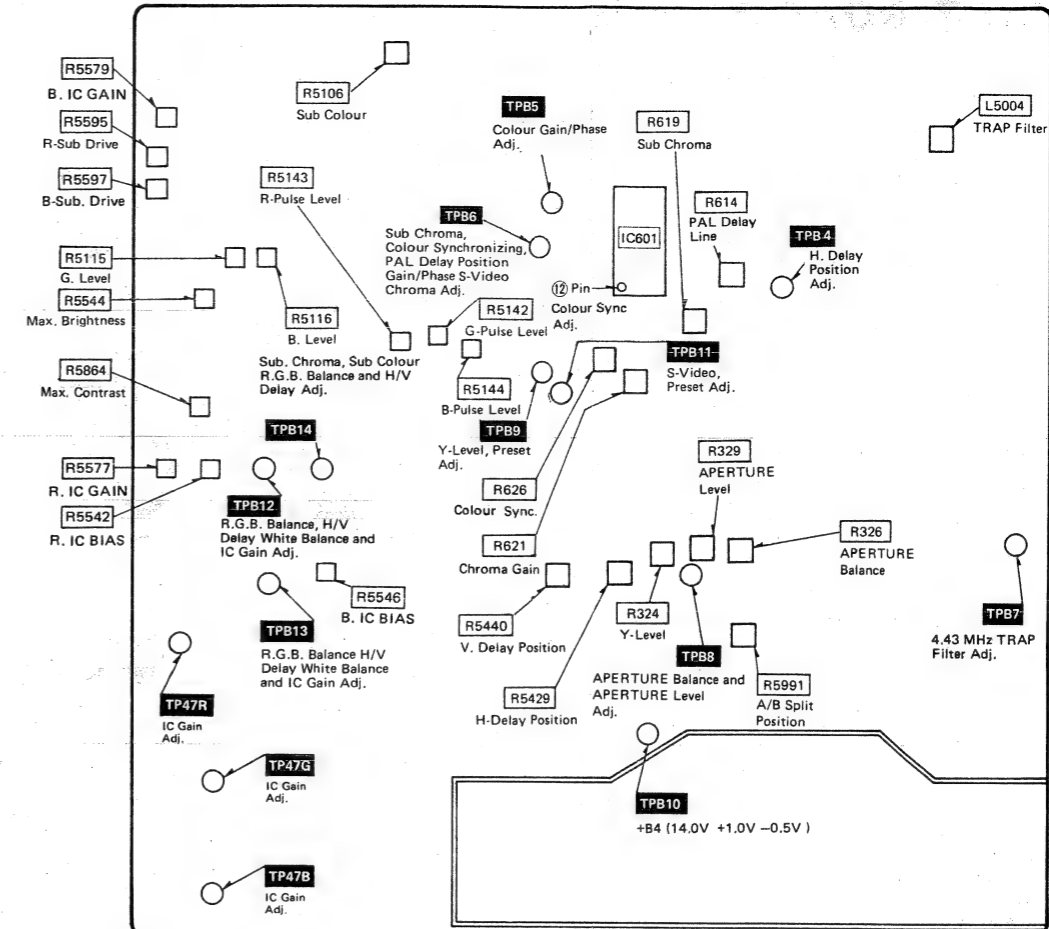 R5579
B. IC GAIN
R5595
R-Sub Drive
R5597
B-Sub. Drive
R5115
G. Level
R5544
Max. Brightness
R5864
Max. Contrast
R5577
R. IC GAIN
R5542
R. IC BIAS
R5106
Sub Colour
R5143
R-Pulse Level
TPB5
Colour Gain/Phase
Adj.
TPB6
Sub Chroma,
Colour Synchronizing,
PAL Delay Position
Gain/Phase S-Video
Chroma Adj.
R619
Sub Chroma
IC601
⑫ Pin
Colour Sync
Adj.
R614
PAL Delay
Line
TPB4
H. Delay
Position
Adj.
L5004
TRAP Filter
R5116
B. Level
Sub. Chroma, Sub Colour
R.G.B. Balance and H/V
Delay Adj.
TPB14
R5142
G-Pulse Level
R5144
B-Pulse Level
TPB9
Y-Level, Preset
Adj.
TPB11
S-Video,
Preset Adj.
R626
Colour Sync.
R621
Chroma Gain
TPB12
R.G.B. Balance, H/V
Delay White Balance and
IC Gain Adj.
R5546
B. IC BIAS
TPB13
R.G.B. Balance H/V
Delay White Balance
and IC Gain Adj.
R329
APERTURE
Level
R326
APERTURE
Balance
R5440
V. Delay Position
R324
Y-Level
TPB8
APERTURE Balance and
APERTURE Level
Adj.
R5429
H-Delay Position
R5991
A/B Split
Position
TPB7
4.43 MHz TRAP
Filter Adj.
TP47R
IC Gain
Adj.
TP47G
IC Gain
Adj.
TP47B
IC Gain
Adj.
TPB10
+B4 (14.0V +1.0V −0.5V )